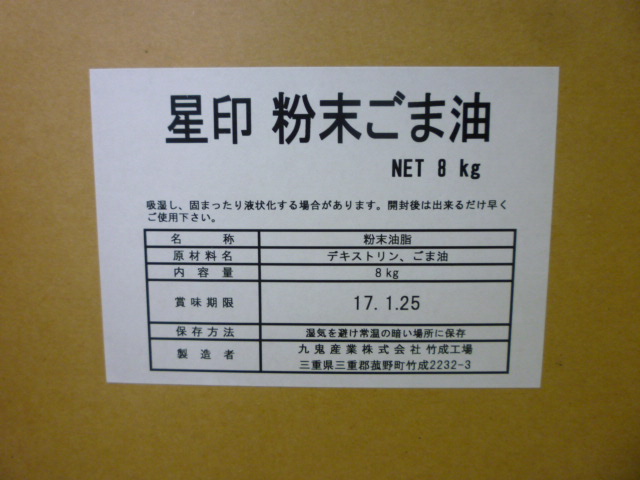 星印 粉末ごま油
NET 8 kg
吸湿し、固まったり液状化する場合があります。開封後は出来るだけ早く
ご使用下さい。
名称 粉末油脂
原材料名 デキストリン、ごま油
内容量 8kg
賞味期限 17.1.25
保存方法 湿気を避け常温の暗い場所に保存
製造者 九鬼産業株式会社 竹成工場
三重県三重郡菰野町竹成2232-3